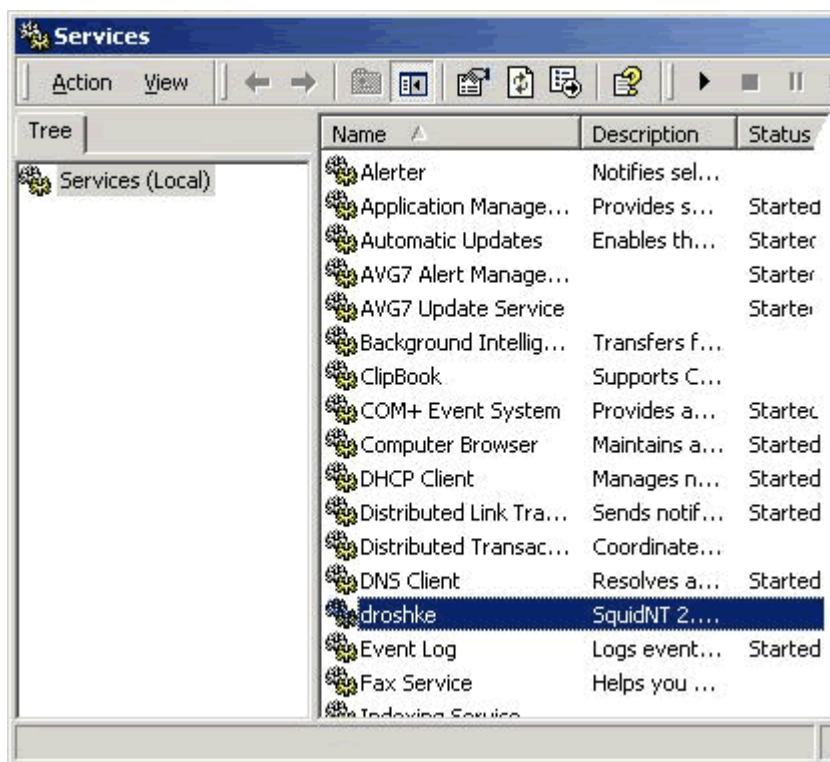 Services
Action View
Tree
Services (Local)
Name Description Status
Alerter Notifies sel...
Application Manage... Provides s... Started
Automatic Updates Enables th... Started
AVG7 Alert Manage... Started
AVG7 Update Service Started
Background Intellig... Transfers f...
ClipBook Supports C...
COM+ Event System Provides a... Started
Computer Browser Maintains a... Started
DHCP Client Manages n... Started
Distributed Link Tra... Sends notif... Started
Distributed Transac... Coordinate...
DNS Client Resolves a... Started
droshke SquidNT 2....
Event Log Logs event... Started
Fax Service Helps you ...
Indexing Service